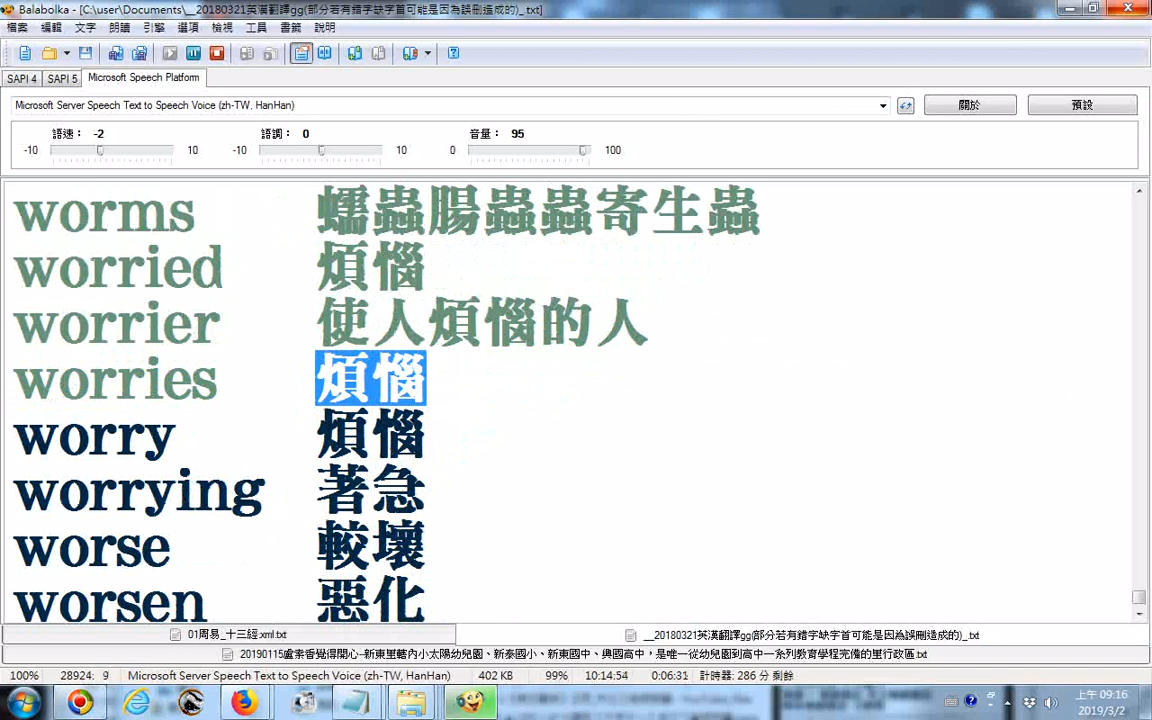 Balabolka - [C:\user\Documents\__20180321英漢翻譯gg(部分若有錯字缺字首可能是因為誤刪造成的)_.txt]
檔案 編輯 文字 朗讀 引擎 選項 檢視 工具 書籤 說明
SAPI 4 SAPI 5 Microsoft Speech Platform
Microsoft Server Speech Text to Speech Voice (zh-TW, HanHan) 關於 預設
語速： -2 語調： 0 音量： 95
-10 10 -10 10 0 100
worms 蠕蟲腸蟲蟲寄生蟲
worried 煩惱
worrier 使人煩惱的人
worries 煩惱
worry 煩惱
worrying 著急
worse 較壞
worsen 惡化
01周易_十三經.xml.txt __20180321英漢翻譯gg(部分若有錯字缺字首可能是因為誤刪造成的)_.txt
20190115盧素香覺得開心-新東里轄內小太陽幼兒園、新泰國小、新東國中、興國高中，是唯一從幼兒園到高中一系列教育學程完備的里行政區.txt
100% 28924: 9 Microsoft Server Speech Text to Speech Voice (zh-TW, HanHan) 402 KB 99% 10:14:54 0:06:31 計時器: 286 分 剩餘
上午 09:16
2019/3/2